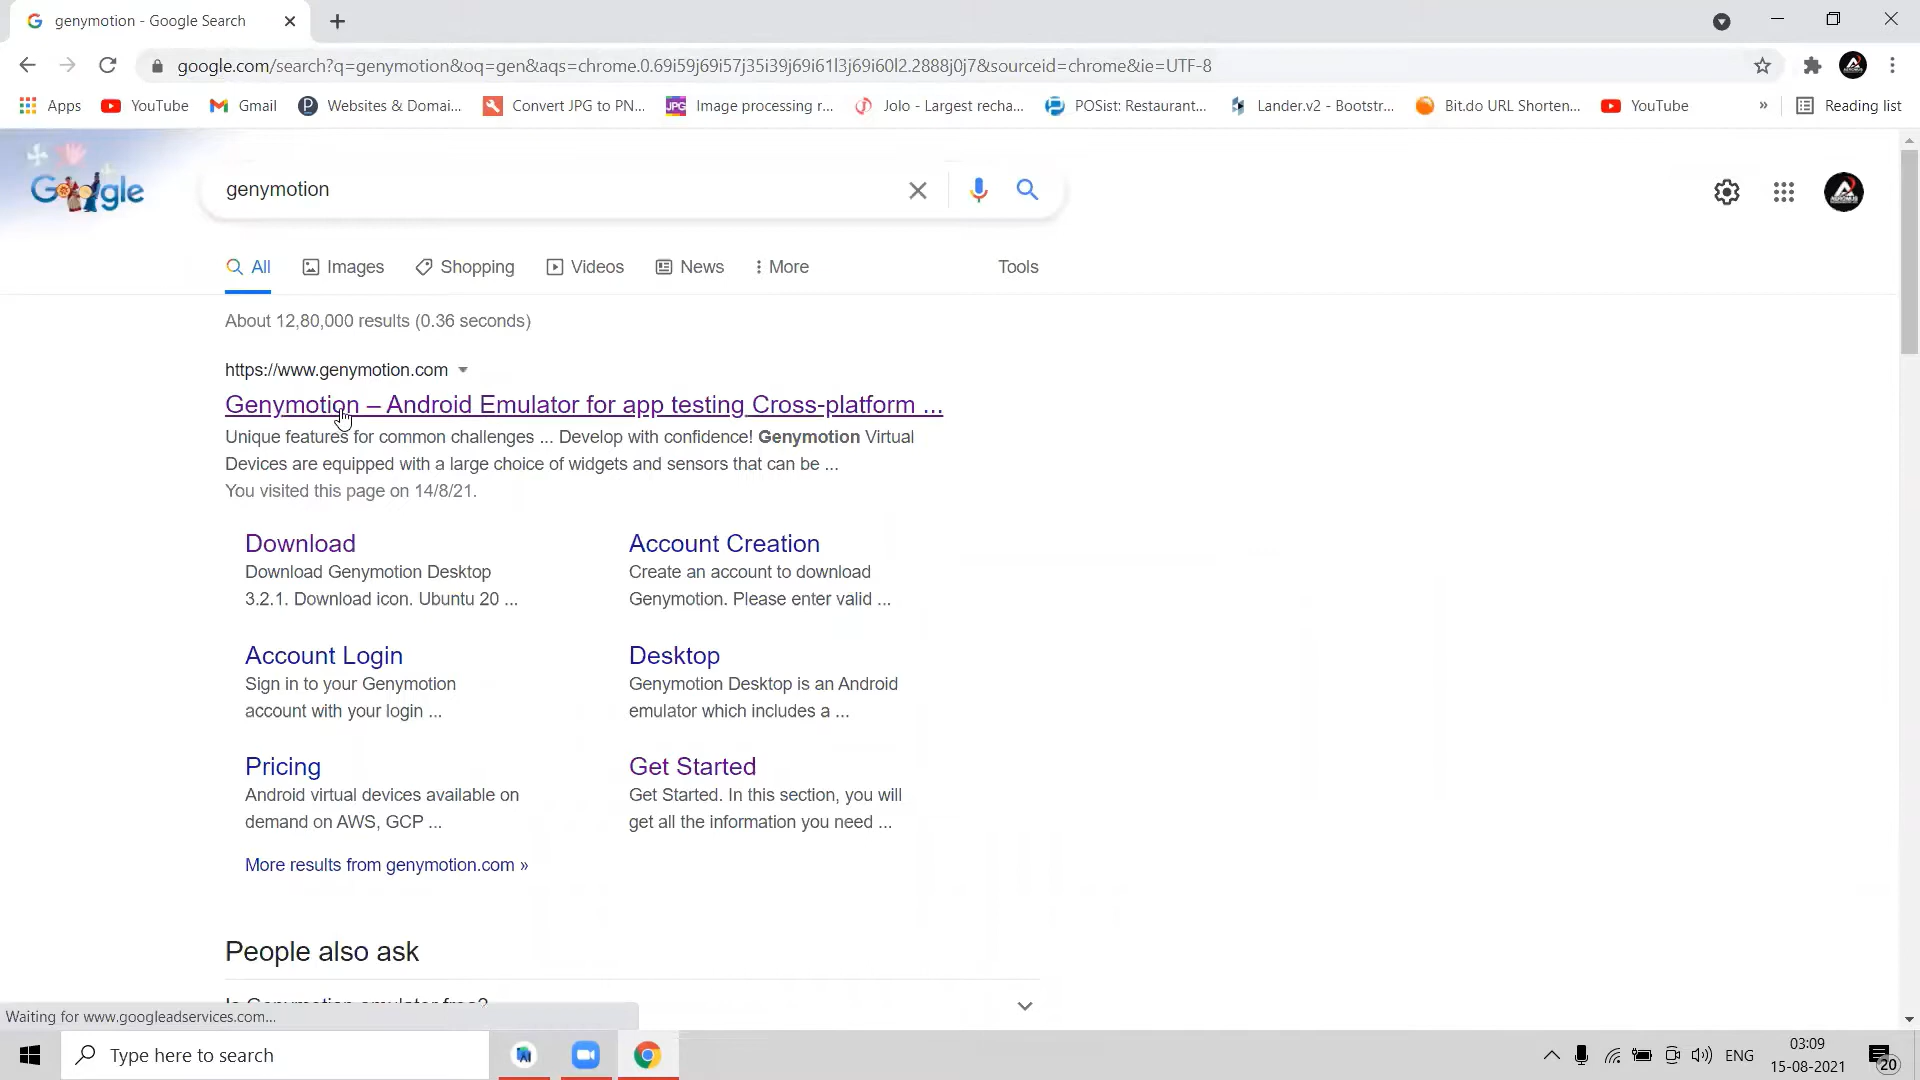 genymotion - Google Search
google.com/search?q=genymotion&oq=gen&aqs=chrome.0.69i59j69i57j35i39j69i61l3j69i60l2.2888j0j7&sourceid=chrome&ie=UTF-8
Apps YouTube Gmail Websites & Domai... Convert JPG to PN... Image processing r... Jolo - Largest recha... POSist: Restaurant... Lander.v2 - Bootstr... Bit.do URL Shorten... YouTube » Reading list
Google
genymotion
All Images Shopping Videos News More Tools
About 12,80,000 results (0.36 seconds)
https://www.genymotion.com
Genymotion – Android Emulator for app testing Cross-platform ...
Unique features for common challenges ... Develop with confidence! Genymotion Virtual
Devices are equipped with a large choice of widgets and sensors that can be ...
You visited this page on 14/8/21.
Download
Download Genymotion Desktop
3.2.1. Download icon. Ubuntu 20 ...
Account Creation
Create an account to download
Genymotion. Please enter valid ...
Account Login
Sign in to your Genymotion
account with your login ...
Desktop
Genymotion Desktop is an Android
emulator which includes a ...
Pricing
Android virtual devices available on
demand on AWS, GCP ...
Get Started
Get Started. In this section, you will
get all the information you need ...
More results from genymotion.com »
People also ask
Is Genymotion emulator free?
Waiting for www.googleadservices.com...
Type here to search
ENG
03:09
15-08-2021
20